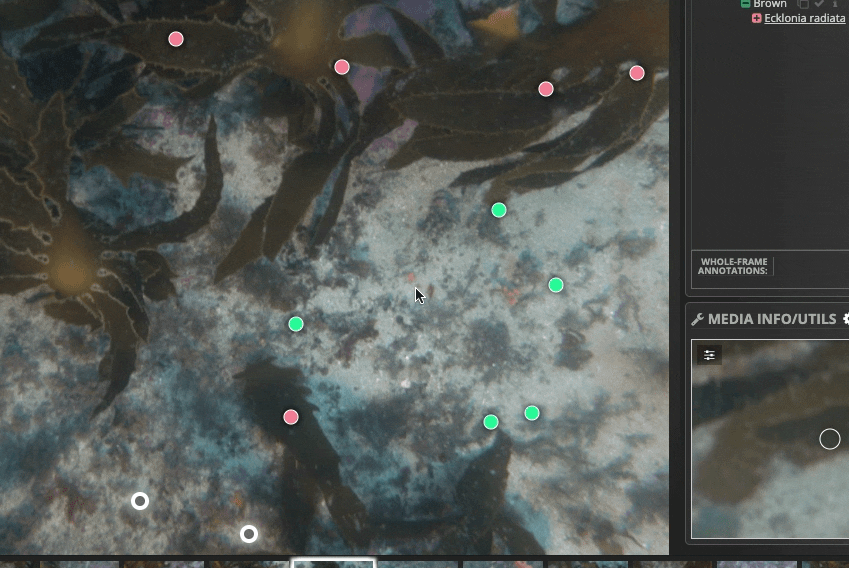 Brown
Ecklonia radiata
WHOLE-FRAME
ANNOTATIONS:
MEDIA INFO/UTILS